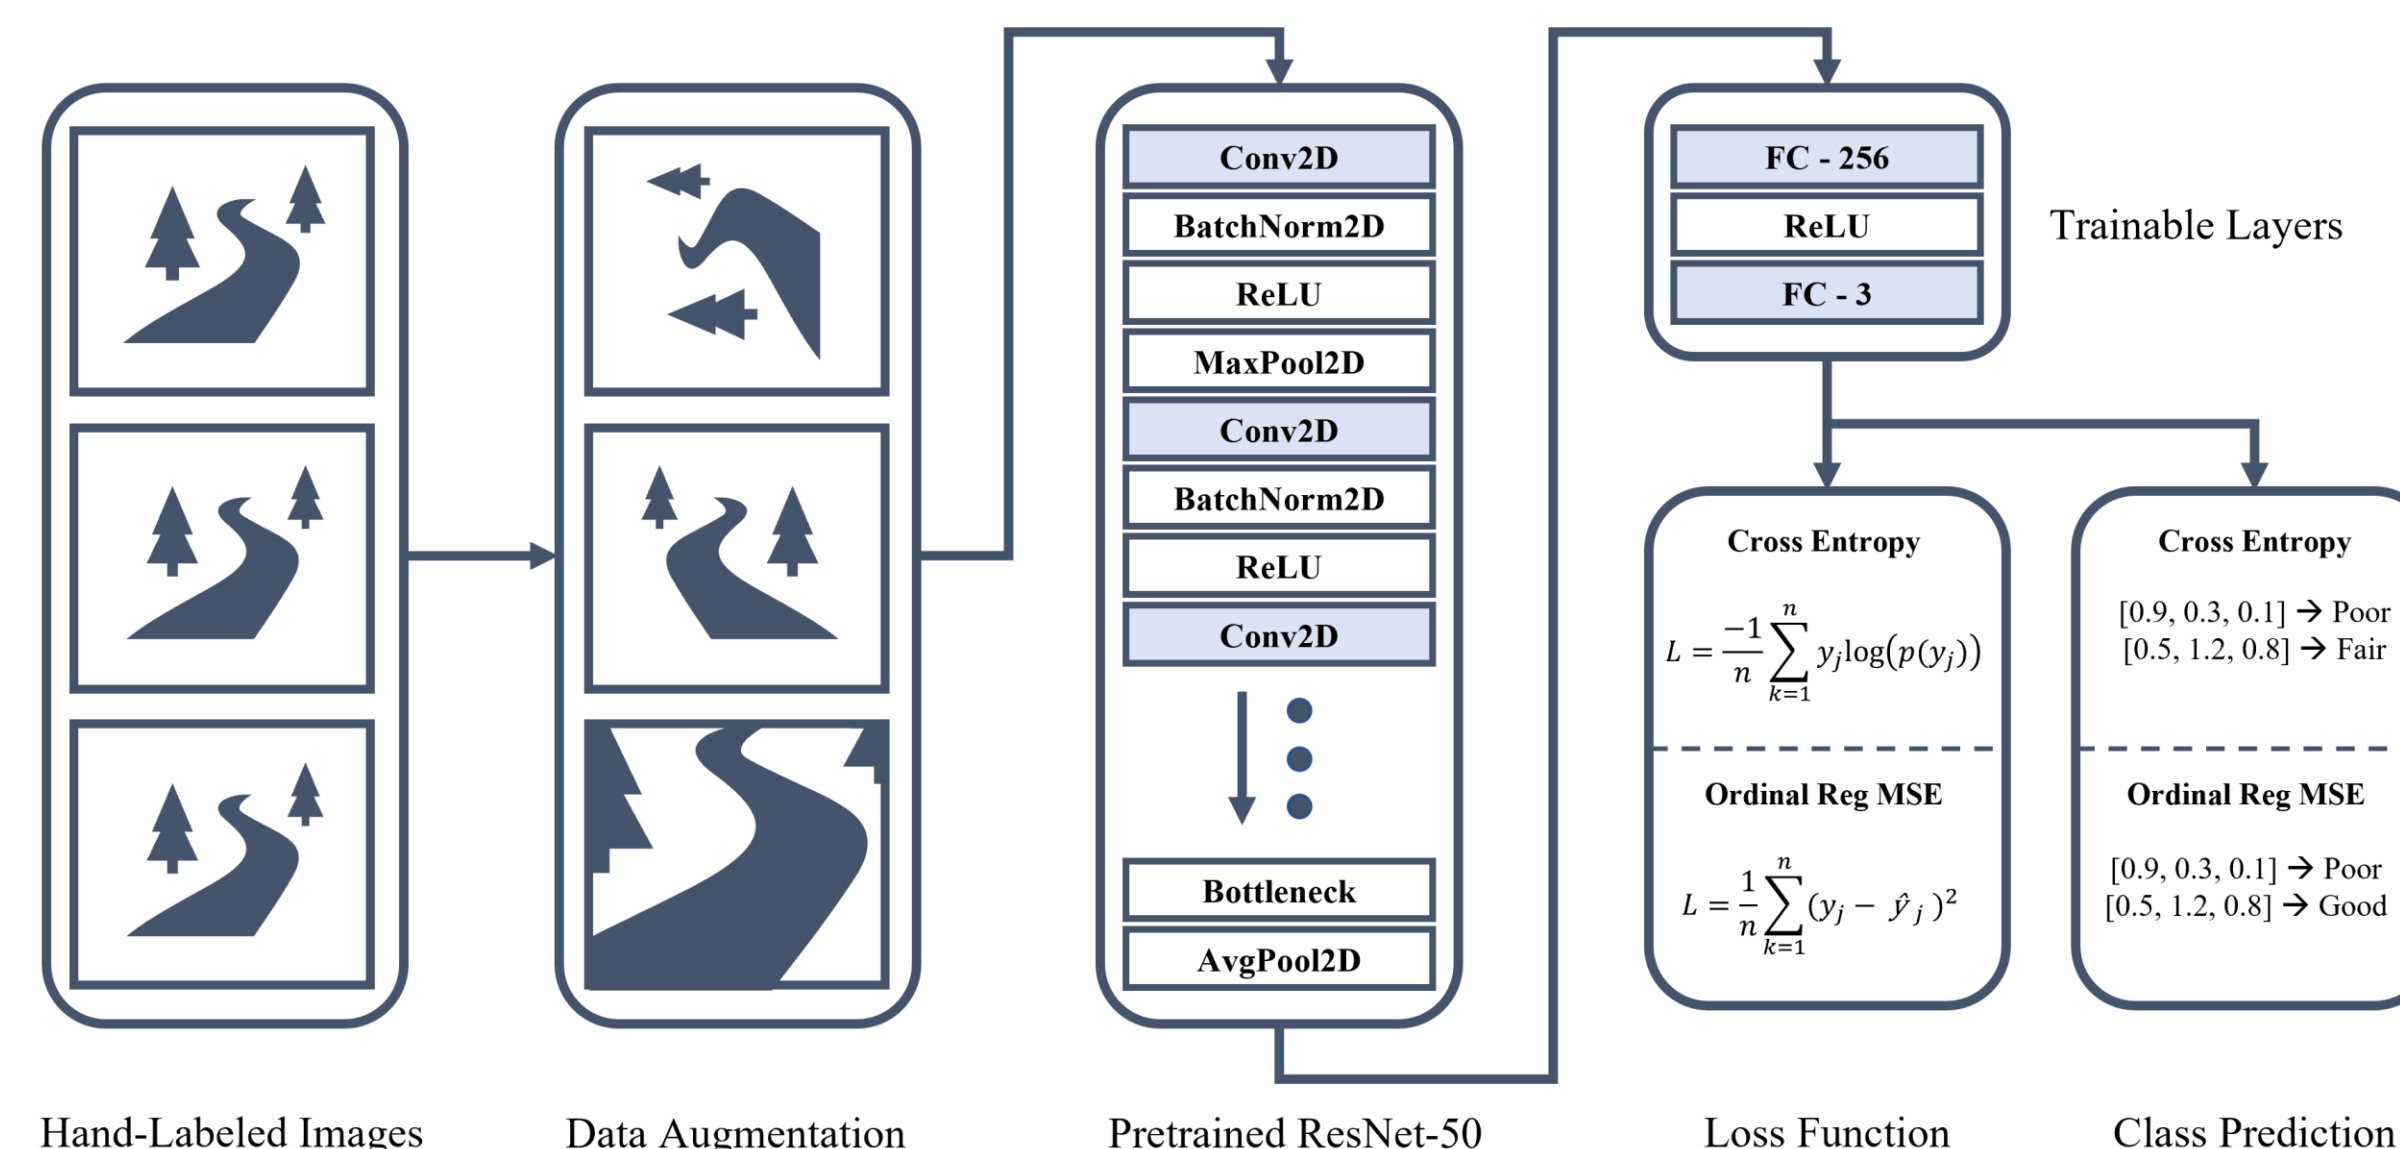 Conv2D
BatchNorm2D
ReLU
MaxPool2D
Conv2D
BatchNorm2D
ReLU
Conv2D
Bottleneck
AvgPool2D
FC - 256
ReLU
FC - 3
Trainable Layers
Cross Entropy
L = \frac{-1}{n} \sum_{k=1}^{n} y_j log(p(y_j))
Ordinal Reg MSE
L = \frac{1}{n} \sum_{k=1}^{n} (y_j - ŷ_j)^2
Cross Entropy
[0.9, 0.3, 0.1] → Poor
[0.5, 1.2, 0.8] → Fair
Ordinal Reg MSE
[0.9, 0.3, 0.1] → Poor
[0.5, 1.2, 0.8] → Good
Hand-Labeled Images
Data Augmentation
Pretrained ResNet-50
Loss Function
Class Prediction